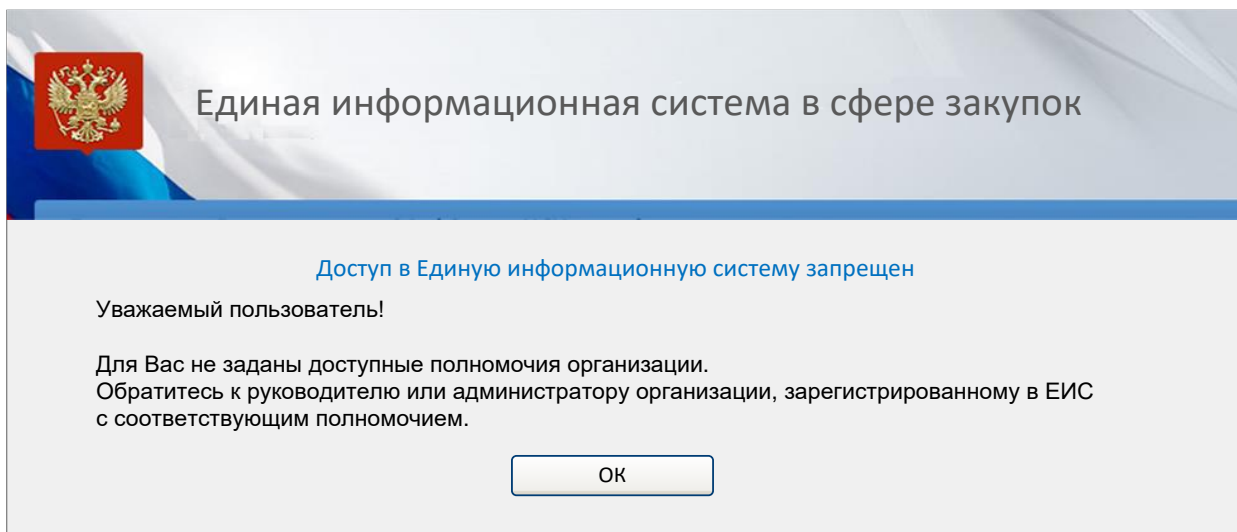 Единая информационная система в сфере закупок
Доступ в Единую информационную систему запрещен
Уважаемый пользователь!
Для Вас не заданы доступные полномочия организации.
Обратитесь к руководителю или администратору организации, зарегистрированному в ЕИС
с соответствующим полномочием.
ОК